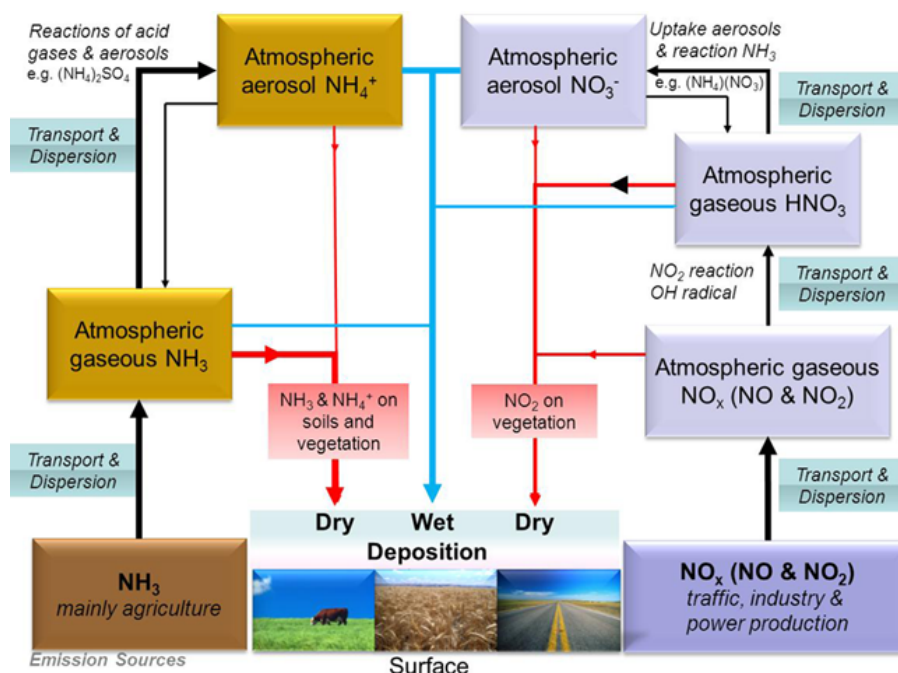 Reactions of acid
gases & aerosols
e.g. (NH₄)₂SO₄
Atmospheric
aerosol NH₄⁺
Atmospheric
aerosol NO₃⁻
Uptake aerosols
& reaction NH₃
e.g. (NH₄)(NO₃)
Transport &
Dispersion
Transport &
Dispersion
Atmospheric
gaseous HNO₃
NO₂ reaction
OH radical
Transport &
Dispersion
Atmospheric
gaseous NH₃
Atmospheric gaseous
NOₓ (NO & NO₂)
NH₃ & NH₄⁺ on
soils and
vegetation
NO₂ on
vegetation
Transport &
Dispersion
Transport &
Dispersion
Dry Wet Dry
Deposition
NH₃
mainly agriculture
NOₓ (NO & NO₂)
traffic, industry &
power production
Emission Sources
Surface